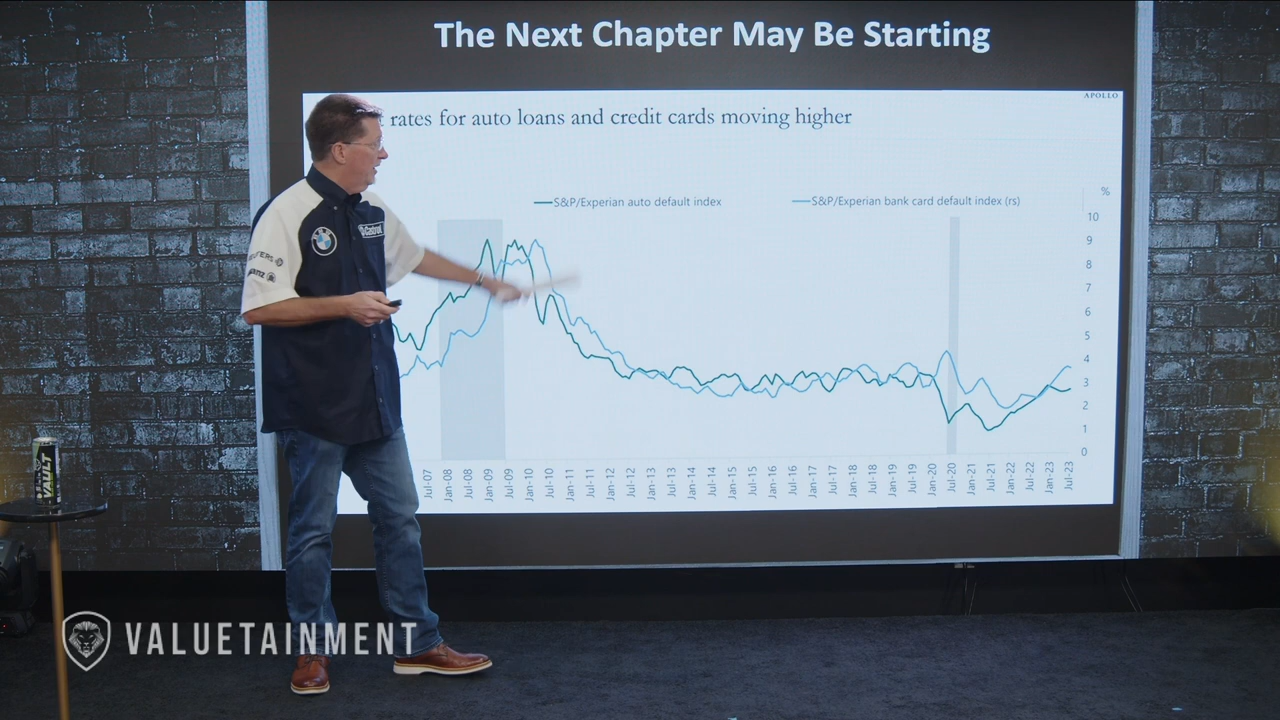 The Next Chapter May Be Starting
APOLLO
rates for auto loans and credit cards moving higher
S&P/Experian auto default index
S&P/Experian bank card default index (rs)
%
10
9
8
7
6
5
4
3
2
1
0
Jul-07
Jan-08
Jul-08
Jan-09
Jul-09
Jan-10
Jul-10
Jan-11
Jul-11
Jan-12
Jul-12
Jan-13
Jul-13
Jan-14
Jul-14
Jan-15
Jul-15
Jan-16
Jul-16
Jan-17
Jul-17
Jan-18
Jul-18
Jan-19
Jul-19
Jan-20
Jul-20
Jan-21
Jul-21
Jan-22
Jul-22
Jan-23
Jul-23
Castrol
VAULT
VALUETAINMENT